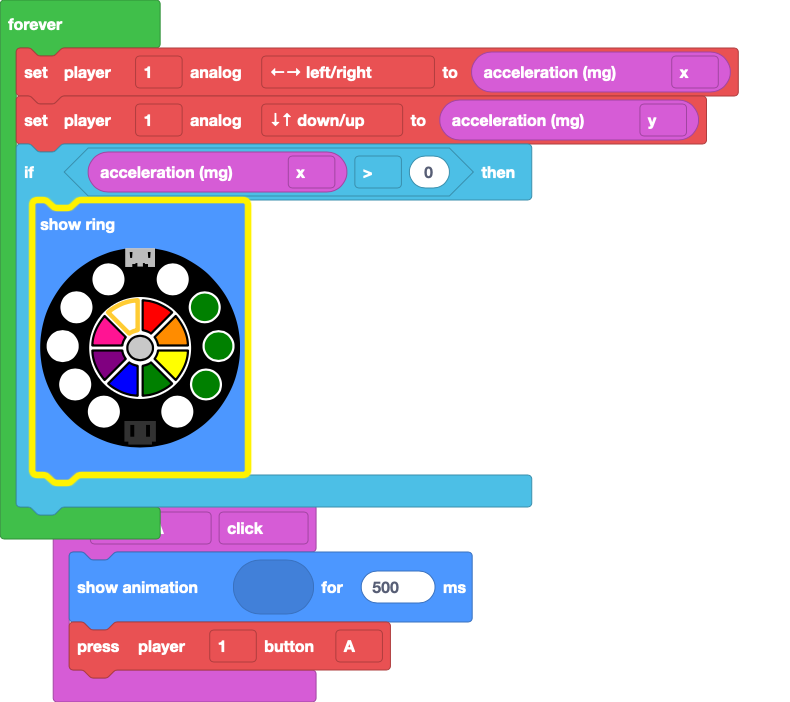 forever
set player 1 analog ←→ left/right to acceleration (mg) x
set player 1 analog ↓↑ down/up to acceleration (mg) y
if acceleration (mg) x > 0 then
show ring
click
show animation for 500 ms
press player 1 button A